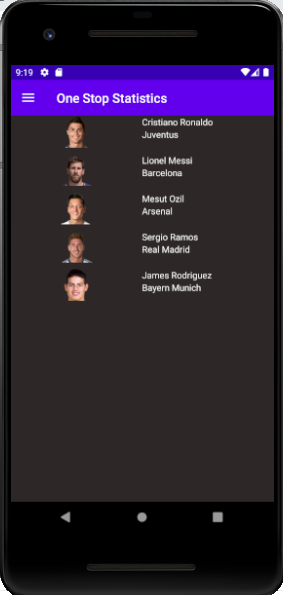 9:19
One Stop Statistics
Cristiano Ronaldo
Juventus
Lionel Messi
Barcelona
Mesut Ozil
Arsenal
Sergio Ramos
Real Madrid
James Rodriguez
Bayern Munich